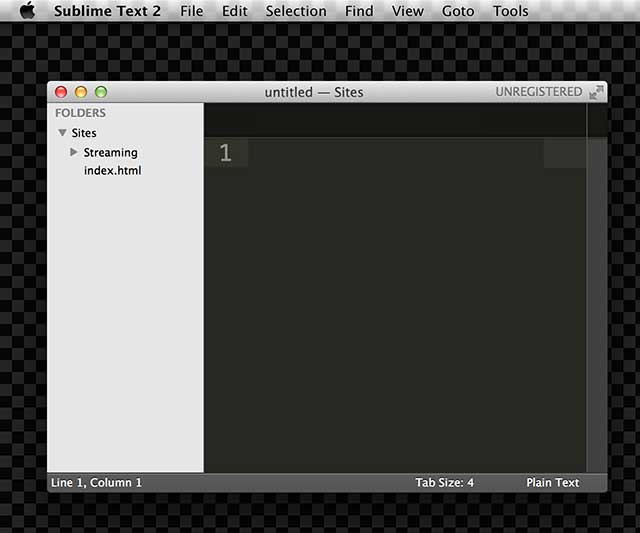 Sublime Text 2 File Edit Selection Find View Goto Tools
untitled — Sites UNREGISTERED
FOLDERS
Sites
Streaming
index.html
1
Line 1, Column 1 Tab Size: 4 Plain Text